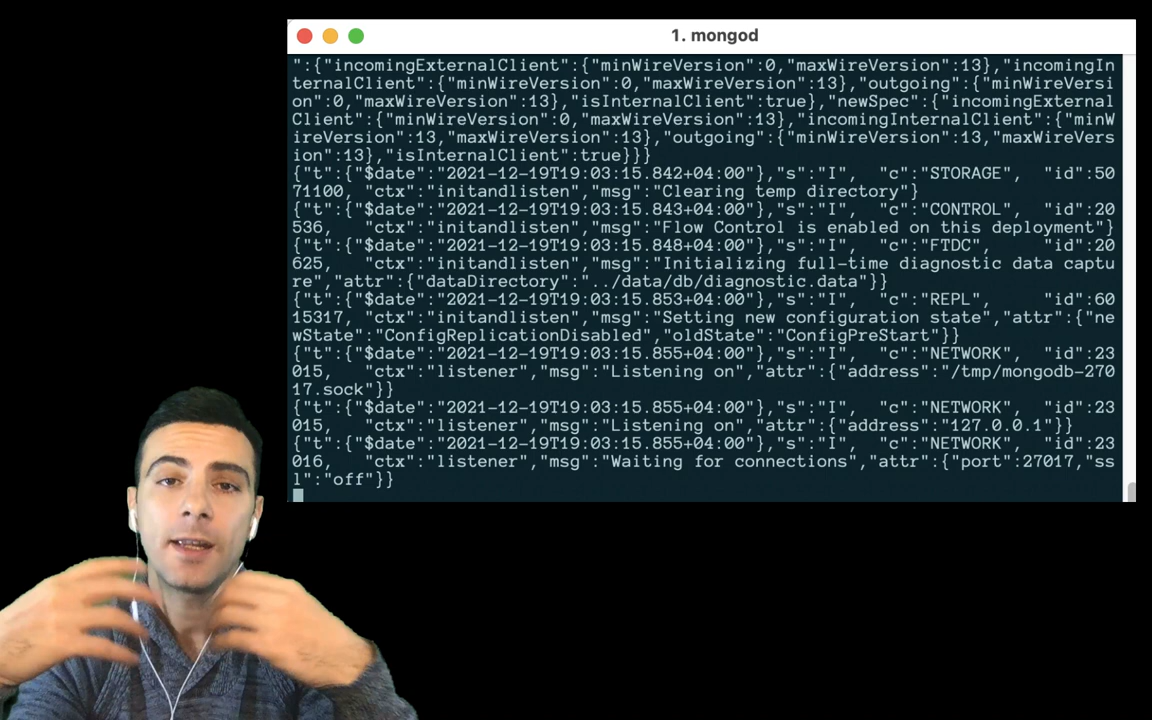 1. mongod
":{"incomingExternalClient":{"minWireVersion":0,"maxWireVersion":13},"incomingIn
ternalClient":{"minWireVersion":0,"maxWireVersion":13},"outgoing":{"minWireVersi
on":0,"maxWireVersion":13},"isInternalClient":true},"newSpec":{"incomingExternal
Client":{"minWireVersion":0,"maxWireVersion":13},"incomingInternalClient":{"minW
ireVersion":13,"maxWireVersion":13},"outgoing":{"minWireVersion":13,"maxWireVers
ion":13},"isInternalClient":true}}}
{"t":{"$date":"2021-12-19T19:03:15.842+04:00"},"s":"I",  "c":"STORAGE",  "id":50
71100, "ctx":"initandlisten","msg":"Clearing temp directory"}
{"t":{"$date":"2021-12-19T19:03:15.843+04:00"},"s":"I",  "c":"CONTROL",  "id":20
536,   "ctx":"initandlisten","msg":"Flow Control is enabled on this deployment"}
{"t":{"$date":"2021-12-19T19:03:15.848+04:00"},"s":"I",  "c":"FTDC",     "id":20
625,   "ctx":"initandlisten","msg":"Initializing full-time diagnostic data captu
re","attr":{"dataDirectory":"../data/db/diagnostic.data"}}
{"t":{"$date":"2021-12-19T19:03:15.853+04:00"},"s":"I",  "c":"REPL",     "id":60
15317, "ctx":"initandlisten","msg":"Setting new configuration state","attr":{"ne
wState":"ConfigReplicationDisabled","oldState":"ConfigPreStart"}}
{"t":{"$date":"2021-12-19T19:03:15.855+04:00"},"s":"I",  "c":"NETWORK",  "id":23
015,   "ctx":"listener","msg":"Listening on","attr":{"address":"/tmp/mongodb-270
17.sock"}}
{"t":{"$date":"2021-12-19T19:03:15.855+04:00"},"s":"I",  "c":"NETWORK",  "id":23
015,   "ctx":"listener","msg":"Listening on","attr":{"address":"127.0.0.1"}}
{"t":{"$date":"2021-12-19T19:03:15.855+04:00"},"s":"I",  "c":"NETWORK",  "id":23
016,   "ctx":"listener","msg":"Waiting for connections","attr":{"port":27017,"ss
l":"off"}}